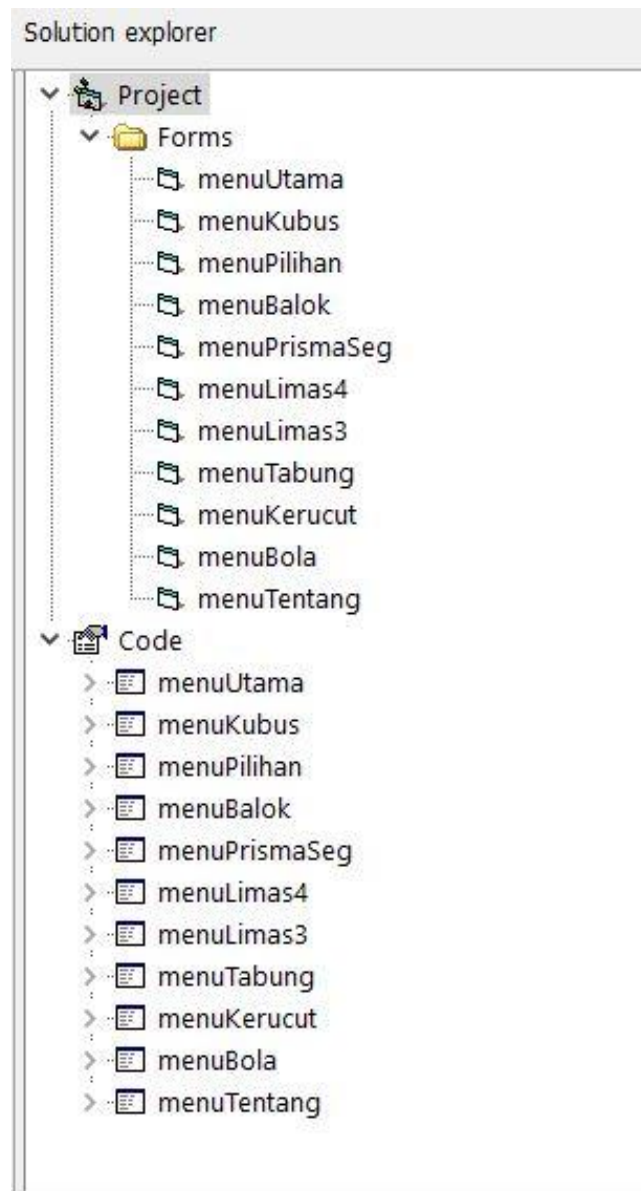 Solution explorer
Project
Forms
menuUtama
menuKubus
menuPilihan
menuBalok
menuPrismaSeg
menuLimas4
menuLimas3
menuTabung
menuKerucut
menuBola
menuTentang
Code
menuUtama
menuKubus
menuPilihan
menuBalok
menuPrismaSeg
menuLimas4
menuLimas3
menuTabung
menuKerucut
menuBola
menuTentang